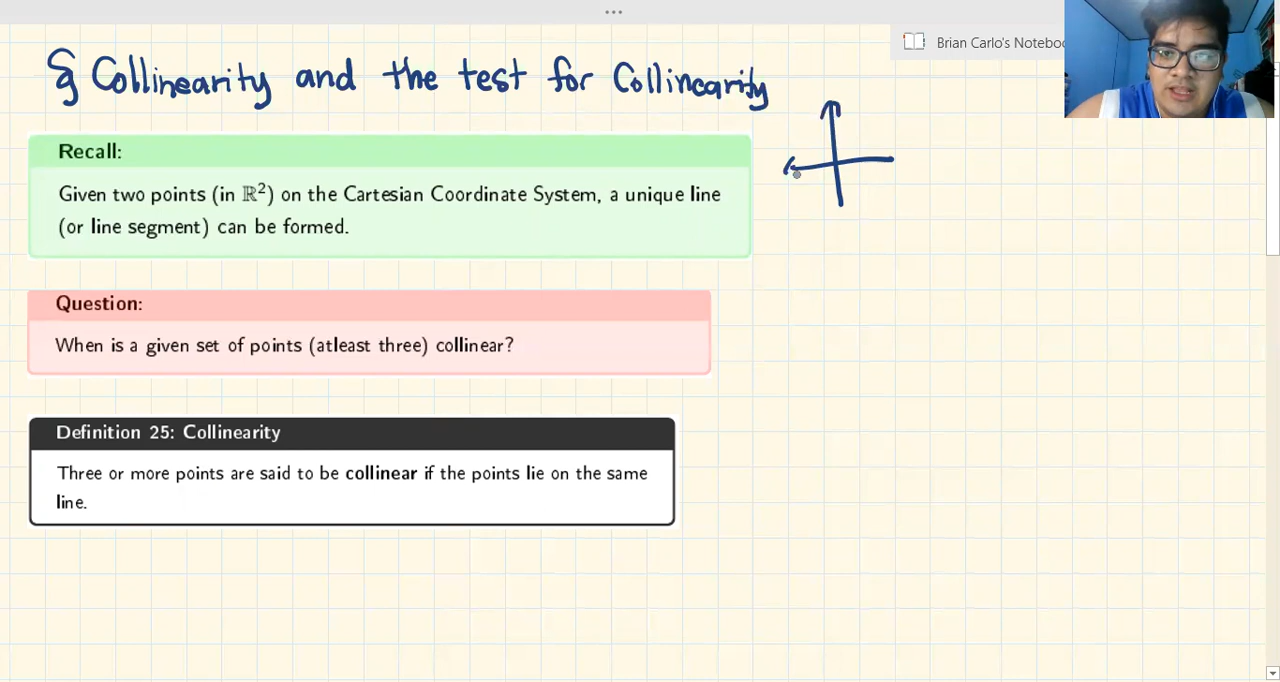 § Collinearity and the test for Collinearity
Brian Carlo's Noteboo
Recall:
Given two points (in ℝ²) on the Cartesian Coordinate System, a unique line
(or line segment) can be formed.
Question:
When is a given set of points (atleast three) collinear?
Definition 25: Collinearity
Three or more points are said to be collinear if the points lie on the same
line.